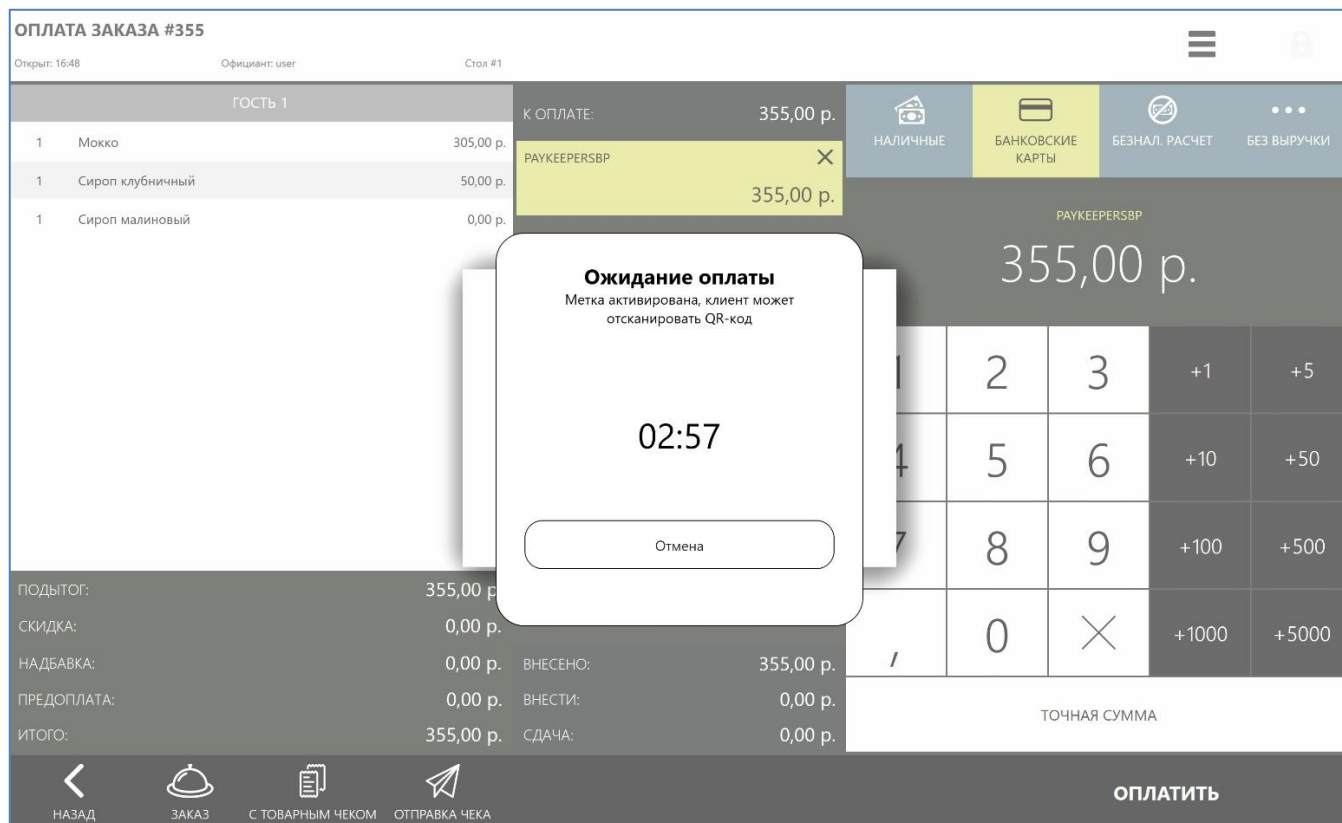 ОПЛАТА ЗАКАЗА #355
Открыт: 16:48 Официант: user Стол #1
ГОСТЬ 1
1 Мокко 305,00 р.
1 Сироп клубничный 50,00 р.
1 Сироп малиновый 0,00 р.
ПОДЫТОГ: 355,00 р.
СКИДКА: 0,00 р.
НАДБАВКА: 0,00 р.
ПРЕДОПЛАТА: 0,00 р.
ИТОГО: 355,00 р.
К ОПЛАТЕ: 355,00 р.
PAYKEEPERSBP
355,00 р.
Ожидание оплаты
Метка активирована, клиент может
отсканировать QR-код
02:57
Отмена
ВНЕСЕНО: 355,00 р.
ВНЕСТИ: 0,00 р.
СДАЧА: 0,00 р.
НАЛИЧНЫЕ
БАНКОВСКИЕ
КАРТЫ
БЕЗНАЛ. РАСЧЕТ
БЕЗ ВЫРУЧКИ
PAYKEEPERSBP
355,00 р.
1 2 3 +1 +5
4 5 6 +10 +50
7 8 9 +100 +500
, 0 +1000 +5000
ТОЧНАЯ СУММА
НАЗАД ЗАКАЗ С ТОВАРНЫМ ЧЕКОМ ОТПРАВКА ЧЕКА
ОПЛАТИТЬ